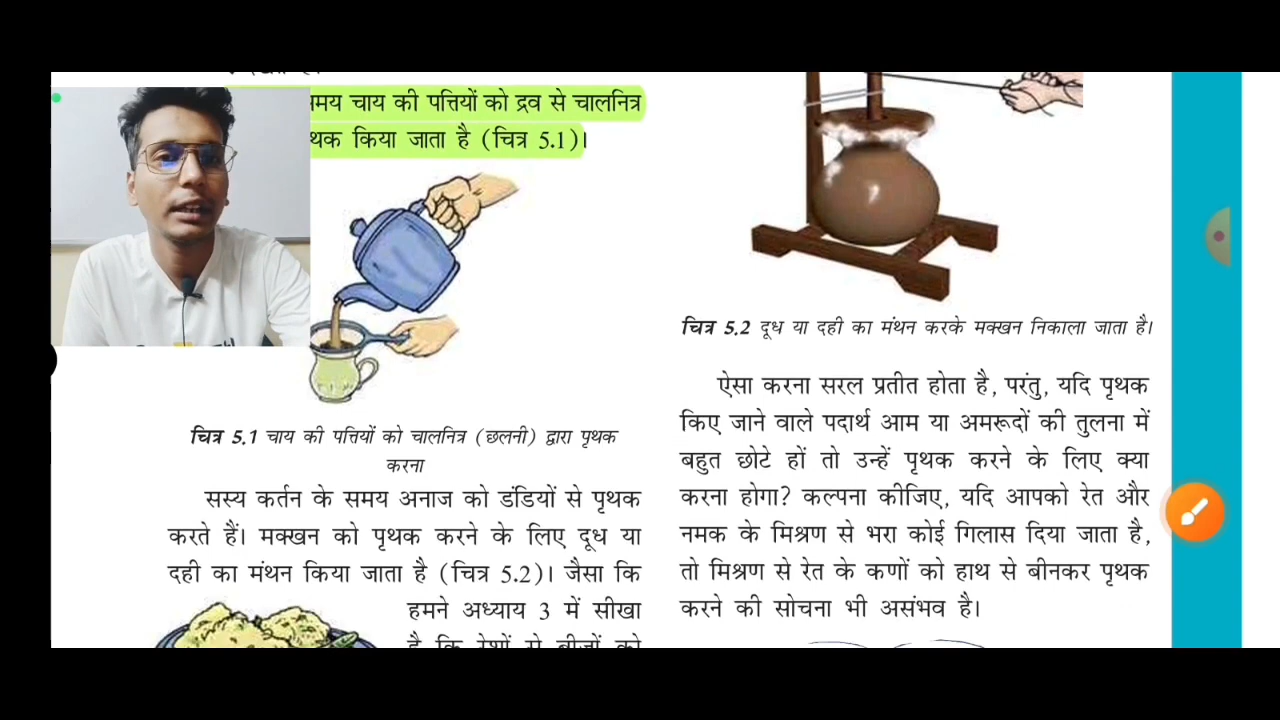 चाय की पत्तियों को द्रव से चालनित्र
किया जाता है (चित्र 5.1)।
चित्र 5.1 चाय की पत्तियों को चालनित्र (छलनी) द्वारा पृथक
करना
सस्य कर्तन के समय अनाज को डंडियों से पृथक
करते हैं। मक्खन को पृथक करने के लिए दूध या
दही का मंथन किया जाता है (चित्र 5.2)। जैसा कि
हमने अध्याय 3 में सीखा
चित्र 5.2 दूध या दही का मंथन करके मक्खन निकाला जाता है।
ऐसा करना सरल प्रतीत होता है, परंतु, यदि पृथक
किए जाने वाले पदार्थ आम या अमरूदों की तुलना में
बहुत छोटे हों तो उन्हें पृथक करने के लिए क्या
करना होगा? कल्पना कीजिए, यदि आपको रेत और
नमक के मिश्रण से भरा कोई गिलास दिया जाता है,
तो मिश्रण से रेत के कणों को हाथ से बीनकर पृथक
करने की सोचना भी असंभव है।